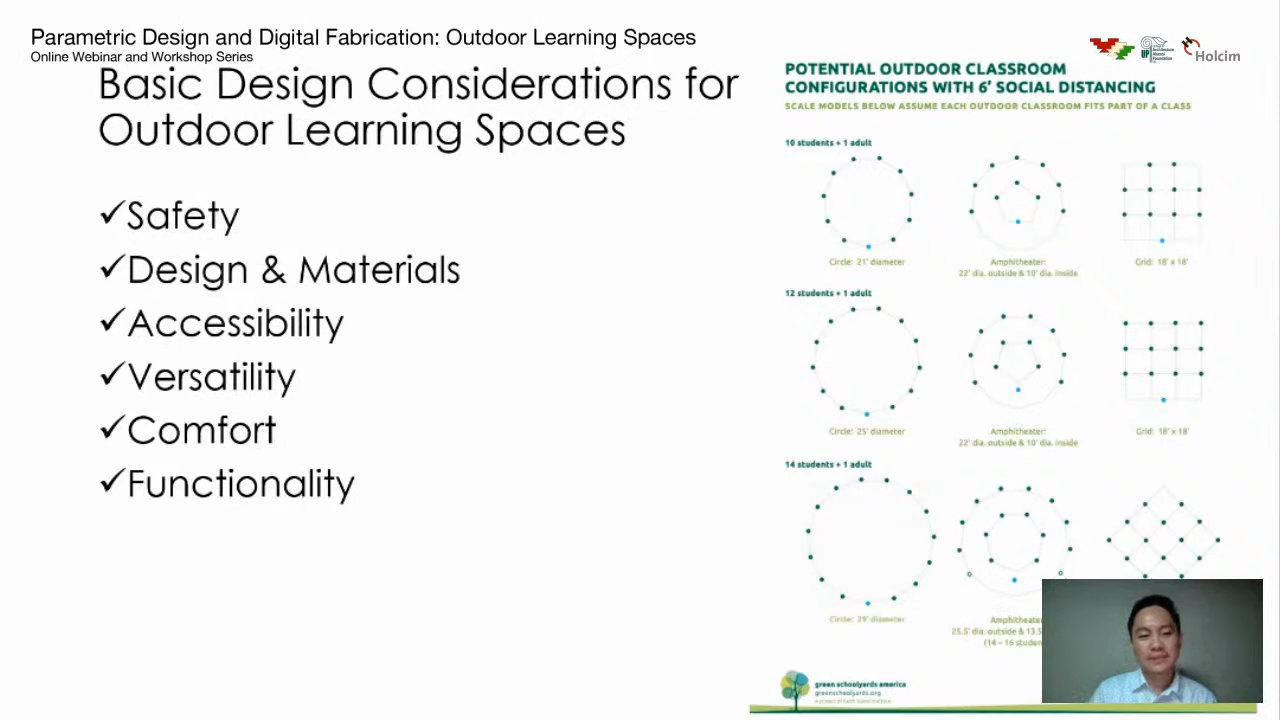 Parametric Design and Digital Fabrication: Outdoor Learning Spaces
Online Webinar and Workshop Series
Holcim
UP
Basic Design Considerations for
Outdoor Learning Spaces
✓Safety
✓Design & Materials
✓Accessibility
✓Versatility
✓Comfort
✓Functionality
POTENTIAL OUTDOOR CLASSROOM
CONFIGURATIONS WITH 6' SOCIAL DISTANCING
SCALE MODELS BELOW ASSUME EACH OUTDOOR CLASSROOM FITS PART OF A CLASS
10 students + 1 adult
Circle: 21' diameter
Amphitheater:
22' dia. outside & 10' dia. inside
Grid: 18' x 18'
12 students + 1 adult
Circle: 25' diameter
Amphitheater:
22' dia. outside & 10' dia. inside
Grid: 18' x 18'
14 students + 1 adult
Circle: 29' diameter
Amphitheater
25.5' dia. outside & 13.5
(14 – 16 studen
green schoolyards america
greenschoolyards.org